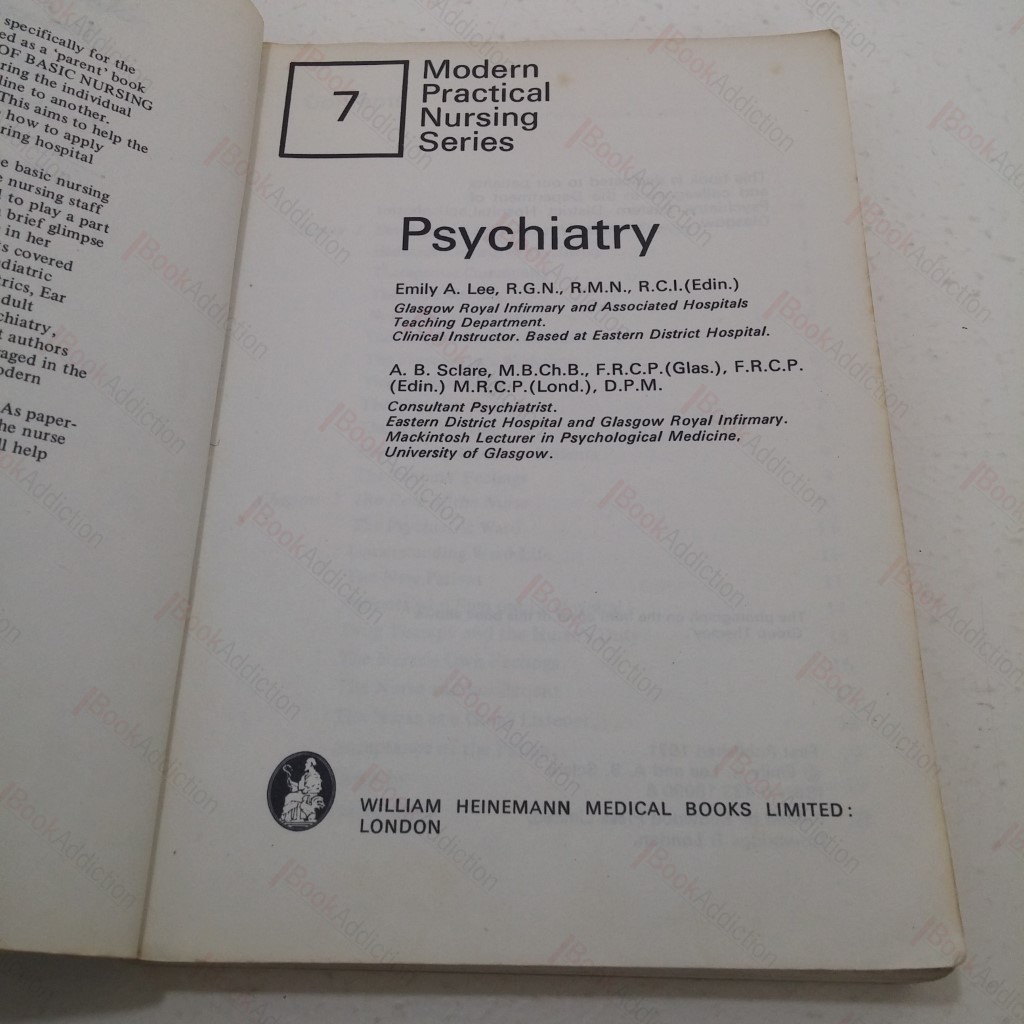 specifically for the
ed as a 'parent' book
OF BASIC NURSING
ring the individual
line to another.
This aims to help the
how to apply
ring hospital
e basic nursing
e nursing staff
l to play a part
brief glimpse
in her
ts covered
diatric
trics, Ear
dult
chiatry,
t authors
aged in the
odern
As paper-
he nurse
ll help
7
Modern
Practical
Nursing
Series
Psychiatry
Emily A. Lee, R.G.N., R.M.N., R.C.I.(Edin.)
Glasgow Royal Infirmary and Associated Hospitals
Teaching Department.
Clinical Instructor. Based at Eastern District Hospital.
A. B. Sclare, M.B.Ch.B., F.R.C.P.(Glas.), F.R.C.P.
(Edin.) M.R.C.P.(Lond.), D.P.M.
Consultant Psychiatrist.
Eastern District Hospital and Glasgow Royal Infirmary.
Mackintosh Lecturer in Psychological Medicine,
University of Glasgow.
WILLIAM HEINEMANN MEDICAL BOOKS LIMITED:
LONDON
BookAddiction